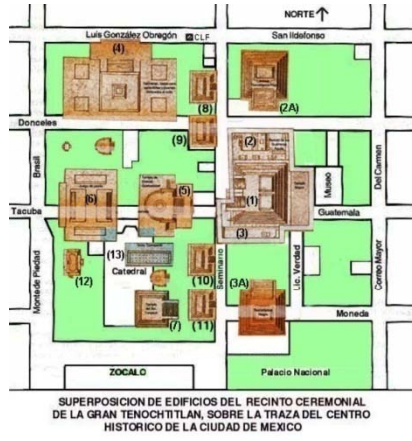 NORTE
Luis González Obregón
CLF
San Ildefonso
(4)
(8)
(2A)
Donceles
(9)
(2)
Brasil
Museo
Del Carmen
(5)
(6)
(1)
Tacuba
Guatemala
(3)
(13)
Catedral
(12)
Monte de Piedad
Seminario
(10)
(3A)
Lic. Verdad
Correo Mayor
(7)
(11)
Moneda
ZOCALO
Palacio Nacional
SUPERPOSICION DE EDIFICIOS DEL RECINTO CEREMONIAL
DE LA GRAN TENOCHTITLAN, SOBRE LA TRAZA DEL CENTRO
HISTORICO DE LA CIUDAD DE MEXICO